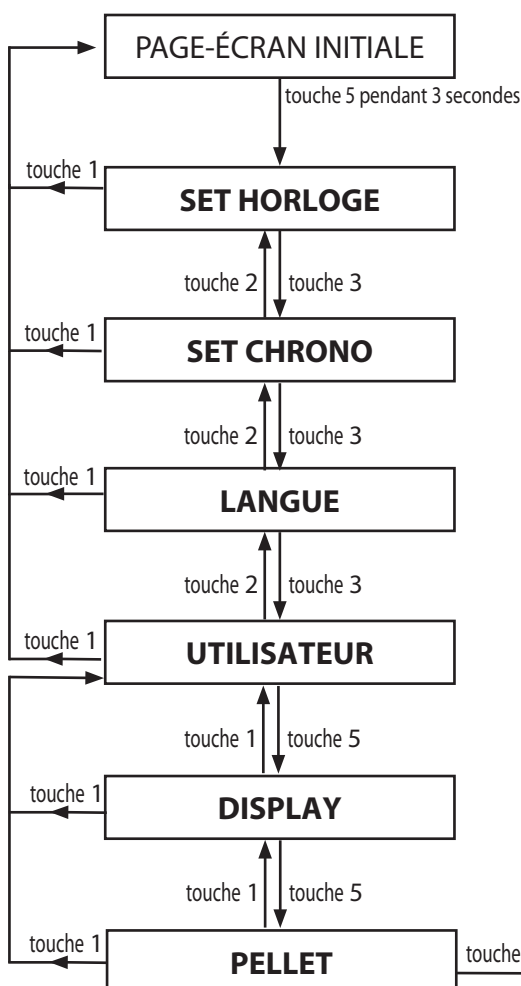 PAGE-ÉCRAN INITIALE
touche 5 pendant 3 secondes
touche 1
SET HORLOGE
touche 2 touche 3
touche 1
SET CHRONO
touche 2 touche 3
touche 1
LANGUE
touche 2 touche 3
touche 1
UTILISATEUR
touche 1 touche 5
touche 1
DISPLAY
touche 1 touche 5
touche 1
PELLET
touche